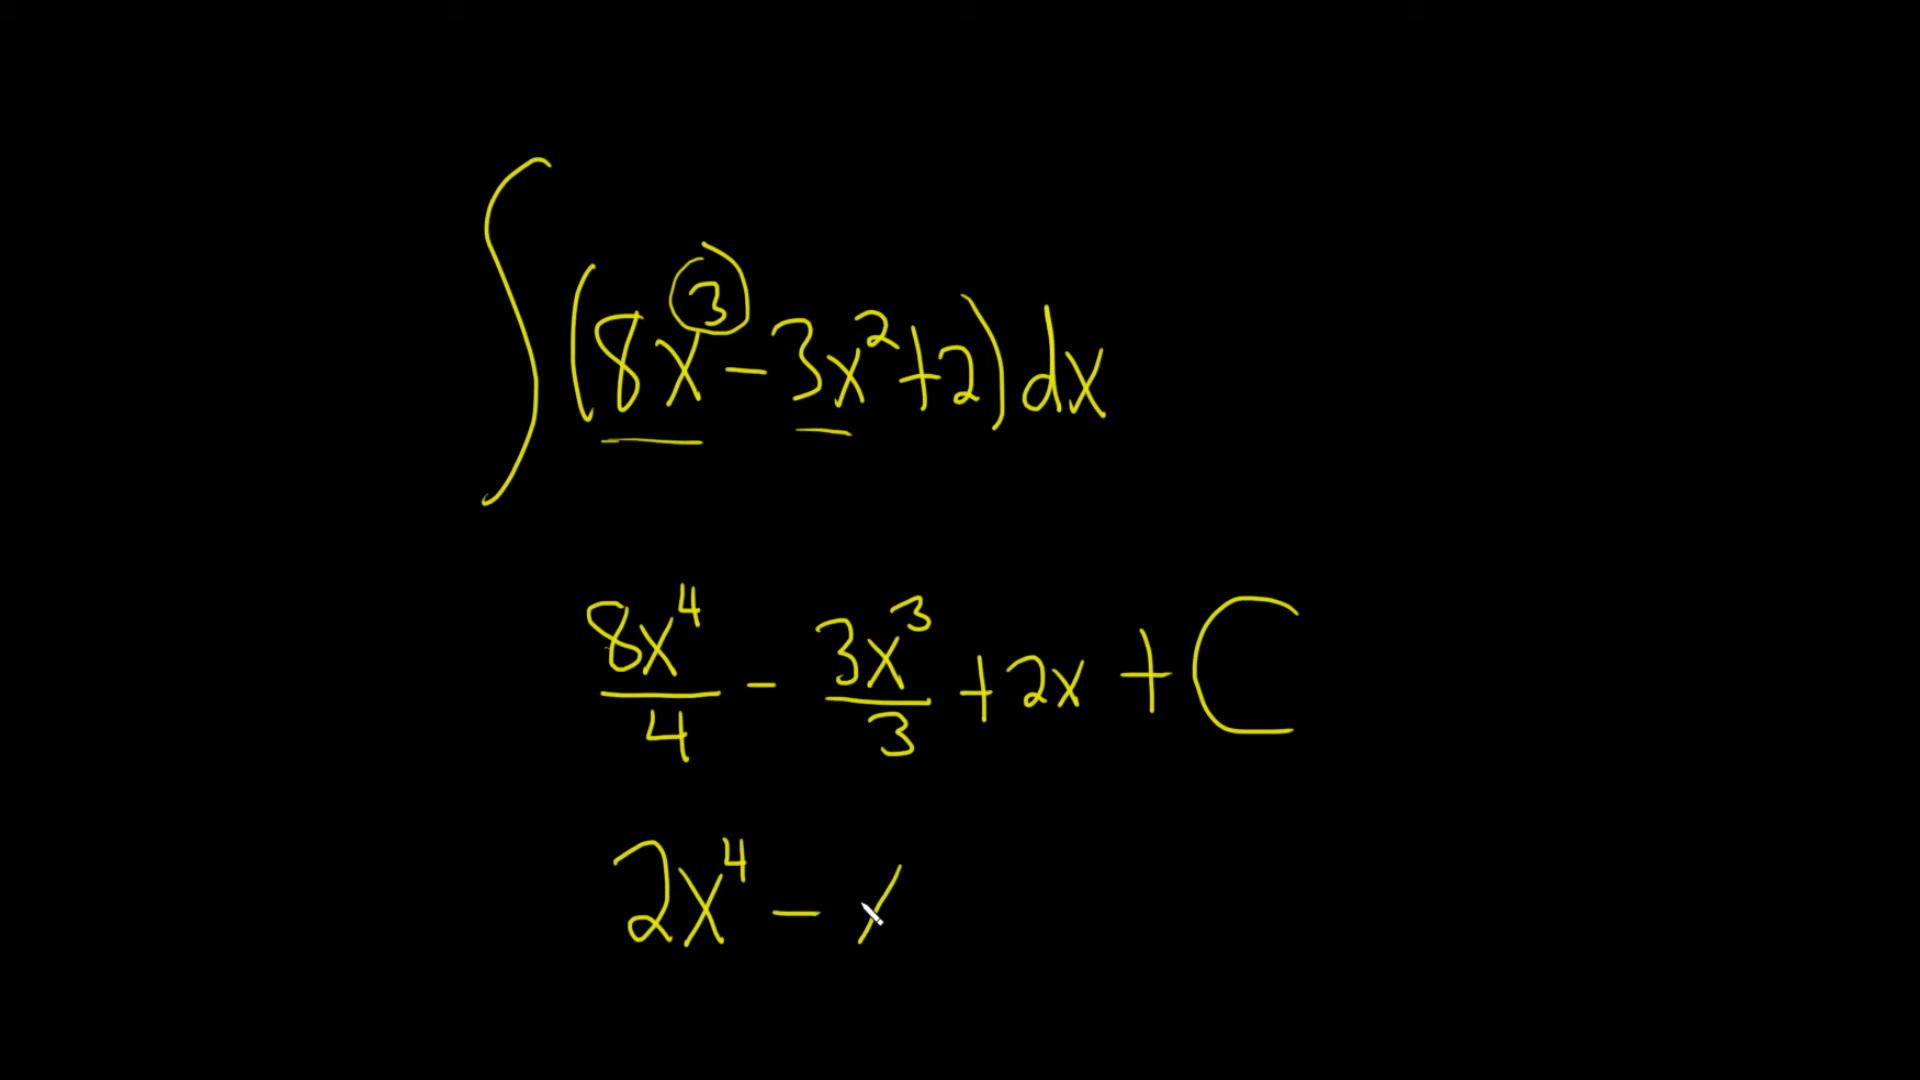 ∫(8x³-3x²+2)dx
8x⁴/4 - 3x³/3 + 2x + C
2x⁴ -